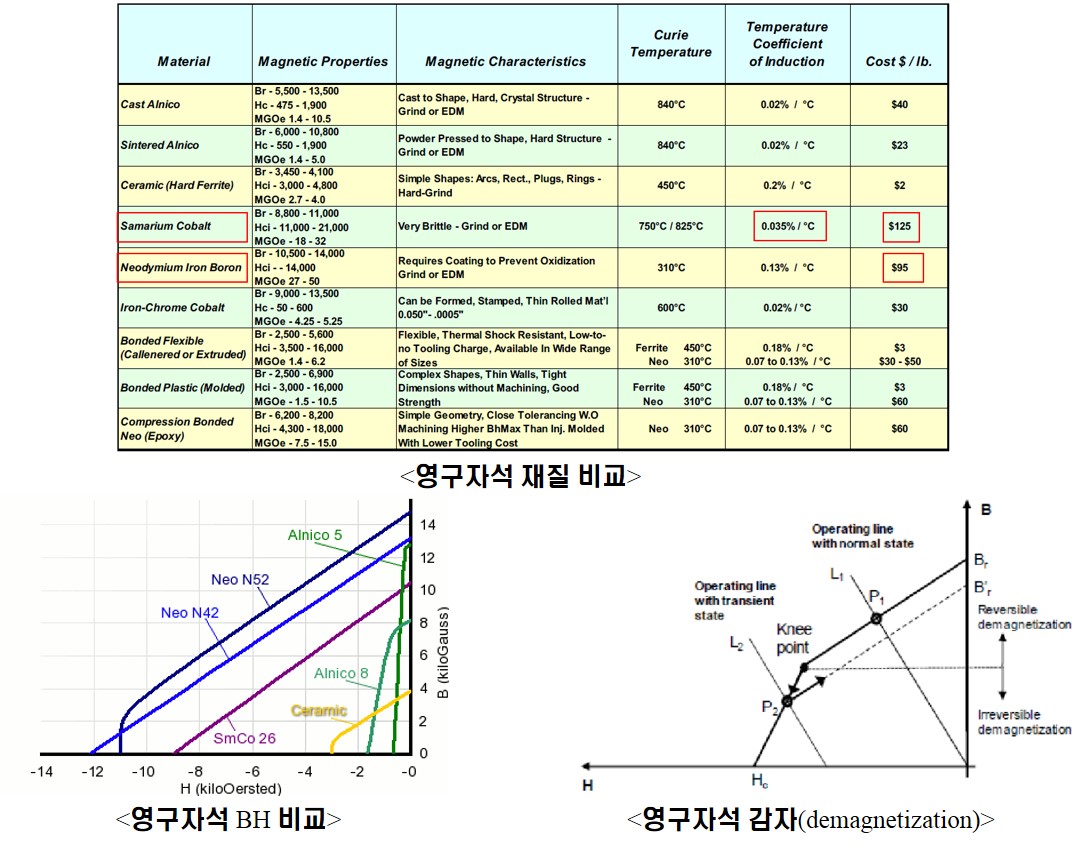 Material Magnetic Properties Magnetic Characteristics Curie Temperature Temperature Coefficient of Induction Cost $ / lb.
Cast Alnico
Br - 5,500 - 13,500
Hc - 475 - 1,900
MGOe 1.4 - 10.5
Cast to Shape, Hard, Crystal Structure -
Grind or EDM
840°C
0.02% / °C
$40
Sintered Alnico
Br - 6,000 - 10,800
Hc - 550 - 1,900
MGOe 1.4 - 5.0
Powder Pressed to Shape, Hard Structure -
Grind or EDM
840°C
0.02% / °C
$23
Ceramic (Hard Ferrite)
Br - 3,450 - 4,100
Hci - 3,000 - 4,800
MGOe 2.7 - 4.0
Simple Shapes: Arcs, Rect., Plugs, Rings -
Hard-Grind
450°C
0.2% / °C
$2
Samarium Cobalt
Br - 8,800 - 11,000
Hci - 11,000 - 21,000
MGOe - 18 - 32
Very Brittle - Grind or EDM
750°C / 825°C
0.035% / °C
$125
Neodymium Iron Boron
Br - 10,500 - 14,000
Hci - - 14,000
MGOe 27 - 50
Requires Coating to Prevent Oxidization
Grind or EDM
310°C
0.13% / °C
$95
Iron-Chrome Cobalt
Br - 9,000 - 13,500
Hc - 50 - 600
MGOe - 4.25 - 5.25
Can be Formed, Stamped, Thin Rolled Mat'l
0.050"- .0005"
600°C
0.02% / °C
$30
Bonded Flexible
(Callenered or Extruded)
Br - 2,500 - 5,600
Hci - 3,500 - 16,000
MGOe 1.4 - 6.2
Flexible, Thermal Shock Resistant, Low-to-
no Tooling Charge, Available In Wide Range
of Sizes
Ferrite 450°C
Neo 310°C
0.18% / °C
0.07 to 0.13% / °C
$3
$30 - $50
Bonded Plastic (Molded)
Br - 2,500 - 6,900
Hci - 3,000 - 16,000
MGOe - 1.5 - 10.5
Complex Shapes, Thin Walls, Tight
Dimensions without Machining, Good
Strength
Ferrite 450°C
Neo 310°C
0.18% / °C
0.07 to 0.13% / °C
$3
$60
Compression Bonded
Neo (Epoxy)
Br - 6,200 - 8,200
Hci - 4,300 - 18,000
MGOe - 7.5 - 15.0
Simple Geometry, Close Tolerancing W.O
Machining Higher BhMax Than Inj. Molded
With Lower Tooling Cost
Neo 310°C
0.07 to 0.13% / °C
$60
<영구자석 재질 비교>
Alnico 5
Neo N52
Neo N42
Alnico 8
Ceramic
SmCo 26
14
12
10
8
6
4
2
0
B (kiloGauss)
-14 -12 -10 -8 -6 -4 -2 -0
H (kiloOersted)
<영구자석 BH 비교>
B
Operating line
with normal state
Br
L1
B'r
Operating line
with transient
state
P1
Reversible
demagnetization
Knee
point
L2
P2
Irreversible
demagnetization
H
Hc
<영구자석 감자(demagnetization)>